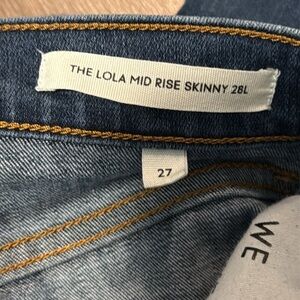 THE LOLA MID RISE SKINNY 28L
27
WE